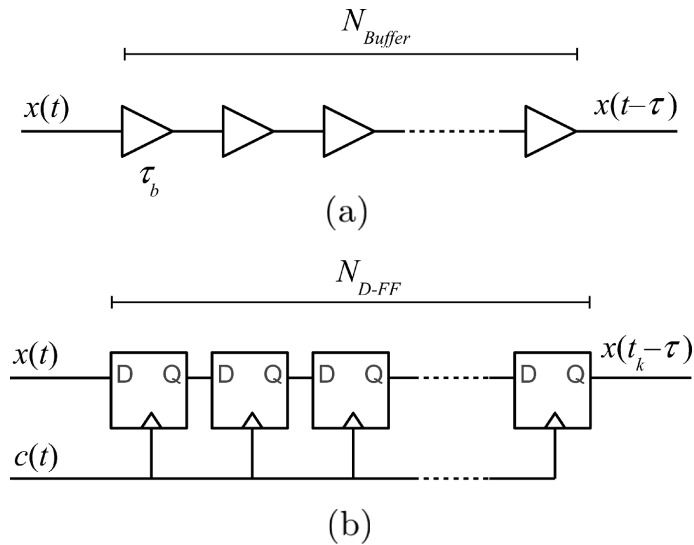 N_Buffer
x(t) x(t−τ)
τ_b
(a)
N_D-FF
x(t) x(t_k−τ)
D Q D Q D Q D Q
c(t)
(b)